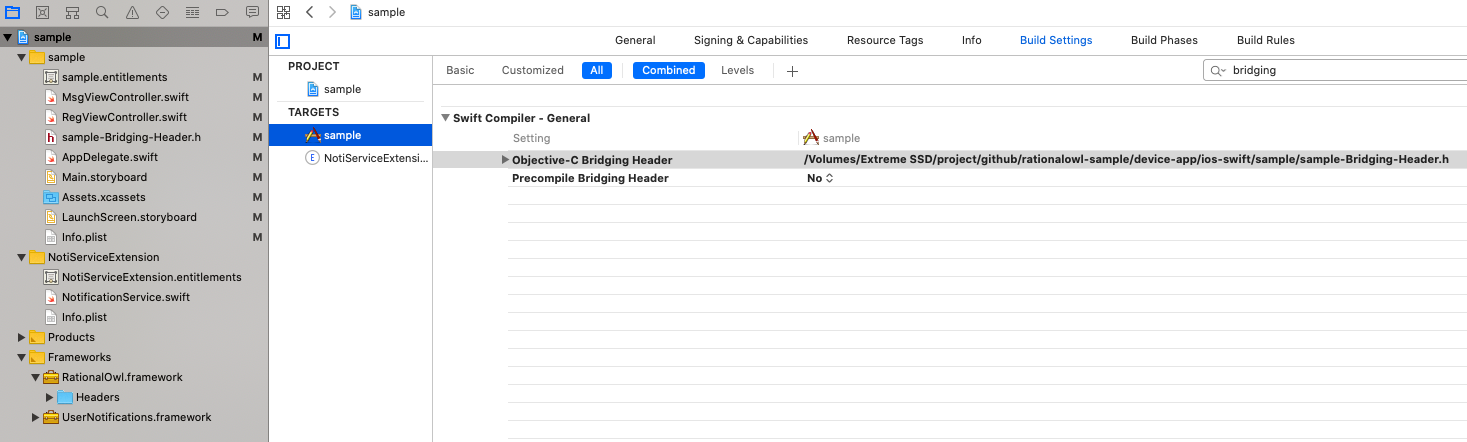 sample
sample M
General Signing & Capabilities Resource Tags Info Build Settings Build Phases Build Rules
sample
sample.entitlements M
MsgViewController.swift M
RegViewController.swift M
sample-Bridging-Header.h M
AppDelegate.swift M
Main.storyboard M
Assets.xcassets M
LaunchScreen.storyboard M
Info.plist M
NotiServiceExtension
NotiServiceExtension.entitlements
NotificationService.swift
Info.plist
Products
Frameworks
RationalOwl.framework
Headers
UserNotifications.framework
PROJECT
sample
TARGETS
sample
E NotiServiceExtensi...
Basic Customized All Combined Levels + bridging
Swift Compiler - General
Setting sample
Objective-C Bridging Header /Volumes/Extreme SSD/project/github/rationalowl-sample/device-app/ios-swift/sample/sample-Bridging-Header.h
Precompile Bridging Header No